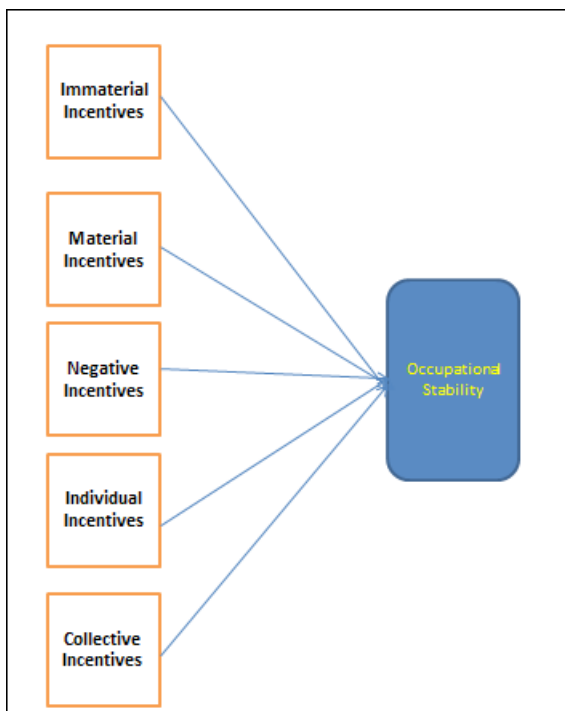 Immaterial
Incentives
Material
Incentives
Negative
Incentives
Individual
Incentives
Collective
Incentives
Occupational
Stability